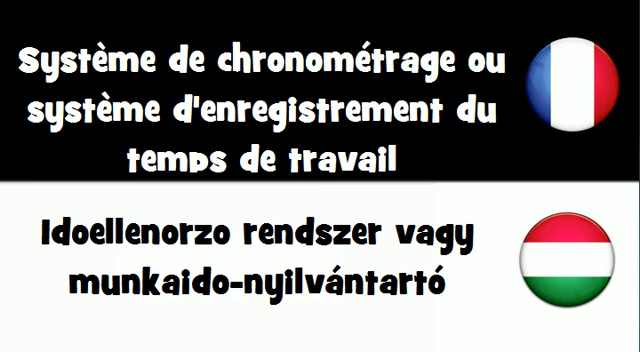 Système de chronométrage ou
système d'enregistrement du
temps de travail
Idoellenorzo rendszer vagy
munkaido-nyilvántartó